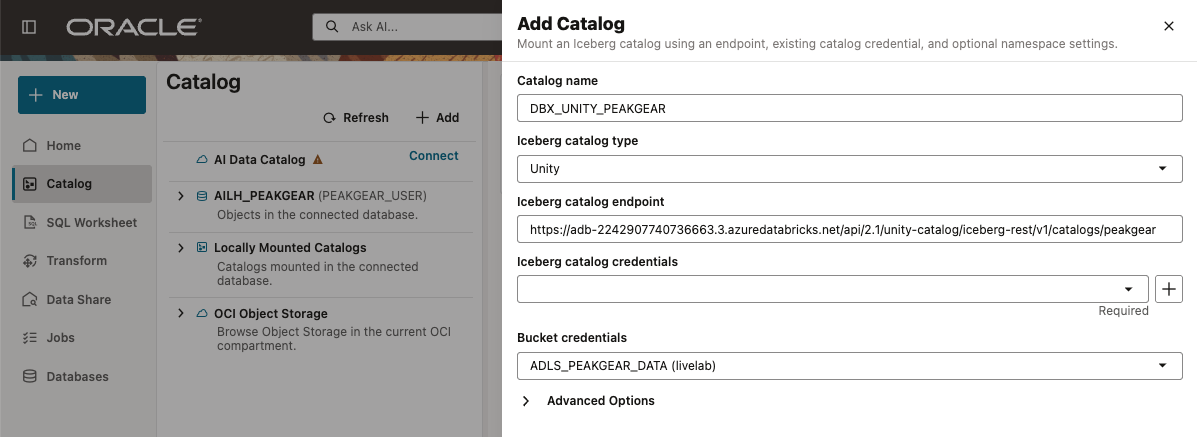 ORACLE
Ask AI...
New
Home
Catalog
SQL Worksheet
Transform
Data Share
Jobs
Databases
Catalog
Refresh
Add
AI Data Catalog
Connect
AILH_PEAKGEAR (PEAKGEAR_USER)
Objects in the connected database.
Locally Mounted Catalogs
Catalogs mounted in the connected
database.
OCI Object Storage
Browse Object Storage in the current OCI
compartment.
Add Catalog
Mount an Iceberg catalog using an endpoint, existing catalog credential, and optional namespace settings.
Catalog name
DBX_UNITY_PEAKGEAR
Iceberg catalog type
Unity
Iceberg catalog endpoint
https://adb-2242907740736663.3.azuredatabricks.net/api/2.1/unity-catalog/iceberg-rest/v1/catalogs/peakgear
Iceberg catalog credentials
Required
Bucket credentials
ADLS_PEAKGEAR_DATA (livelab)
Advanced Options